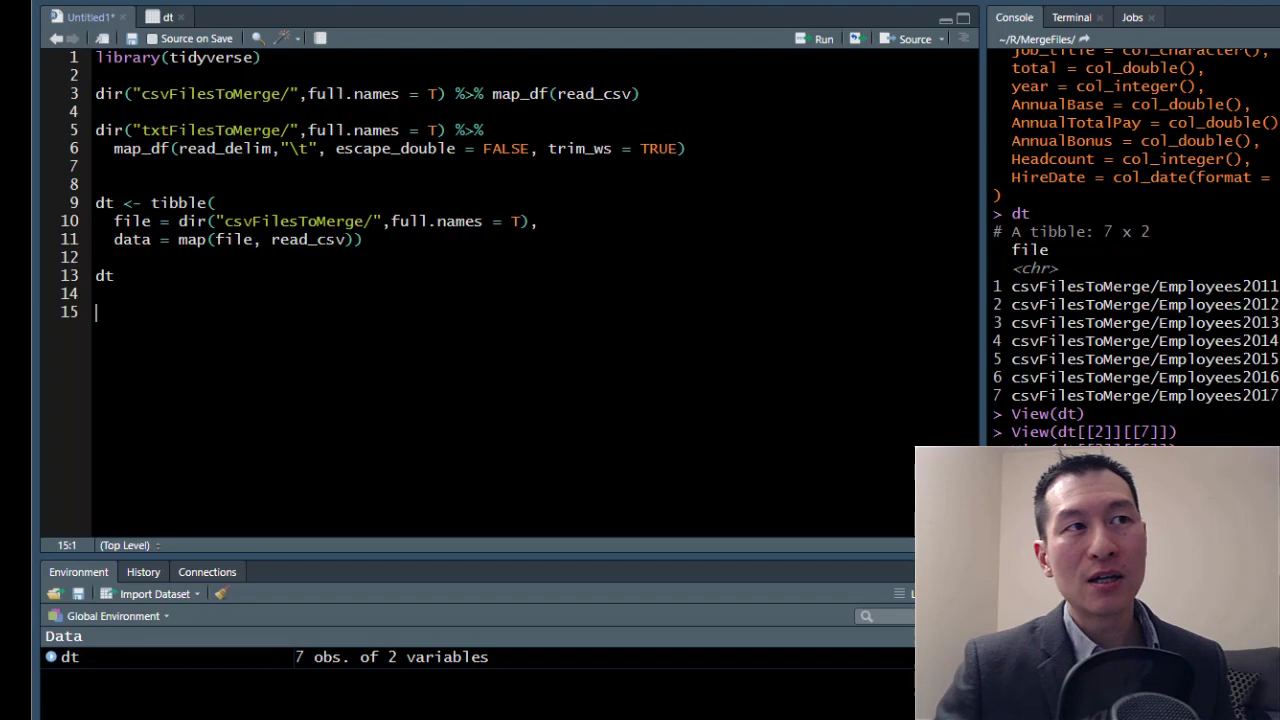 Untitled1*
dt
Source on Save
Run
Source
1 library(tidyverse)
2
3 dir("csvFilesToMerge/",full.names = T) %>% map_df(read_csv)
4
5 dir("txtFilesToMerge/",full.names = T) %>%
6 map_df(read_delim,"\t", escape_double = FALSE, trim_ws = TRUE)
7
8
9 dt <- tibble(
10 file = dir("csvFilesToMerge/",full.names = T),
11 data = map(file, read_csv))
12
13 dt
14
15
15:1 (Top Level)
Environment History Connections
Import Dataset
Global Environment
Data
dt 7 obs. of 2 variables
Console Terminal Jobs
~/R/MergeFiles/
job_title = col_character(),
total = col_double(),
year = col_integer(),
AnnualBase = col_double(),
AnnualTotalPay = col_double()
AnnualBonus = col_double(),
Headcount = col_integer(),
HireDate = col_date(format =
)
> dt
# A tibble: 7 x 2
file
<chr>
1 csvFilesToMerge/Employees2011
2 csvFilesToMerge/Employees2012
3 csvFilesToMerge/Employees2013
4 csvFilesToMerge/Employees2014
5 csvFilesToMerge/Employees2015
6 csvFilesToMerge/Employees2016
7 csvFilesToMerge/Employees2017
> View(dt)
> View(dt[[2]][[7]])